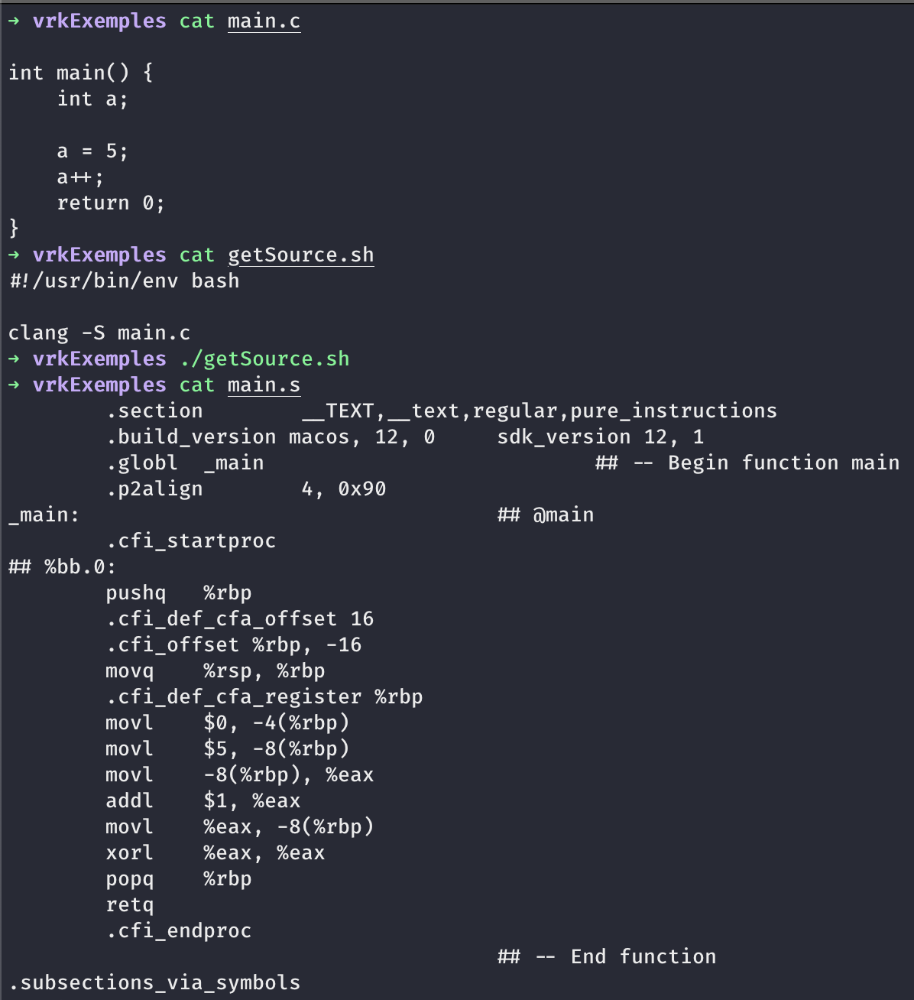 → vrkExemples cat main.c

int main() {
    int a;

    a = 5;
    a++;
    return 0;
}
→ vrkExemples cat getSource.sh
#!/usr/bin/env bash

clang -S main.c
→ vrkExemples ./getSource.sh
→ vrkExemples cat main.s
        .section        __TEXT,__text,regular,pure_instructions
        .build_version macos, 12, 0     sdk_version 12, 1
        .globl  _main                           ## -- Begin function main
        .p2align        4, 0x90
_main:                                  ## @main
        .cfi_startproc
## %bb.0:
        pushq   %rbp
        .cfi_def_cfa_offset 16
        .cfi_offset %rbp, -16
        movq    %rsp, %rbp
        .cfi_def_cfa_register %rbp
        movl    $0, -4(%rbp)
        movl    $5, -8(%rbp)
        movl    -8(%rbp), %eax
        addl    $1, %eax
        movl    %eax, -8(%rbp)
        xorl    %eax, %eax
        popq    %rbp
        retq
        .cfi_endproc
                                        ## -- End function
.subsections_via_symbols